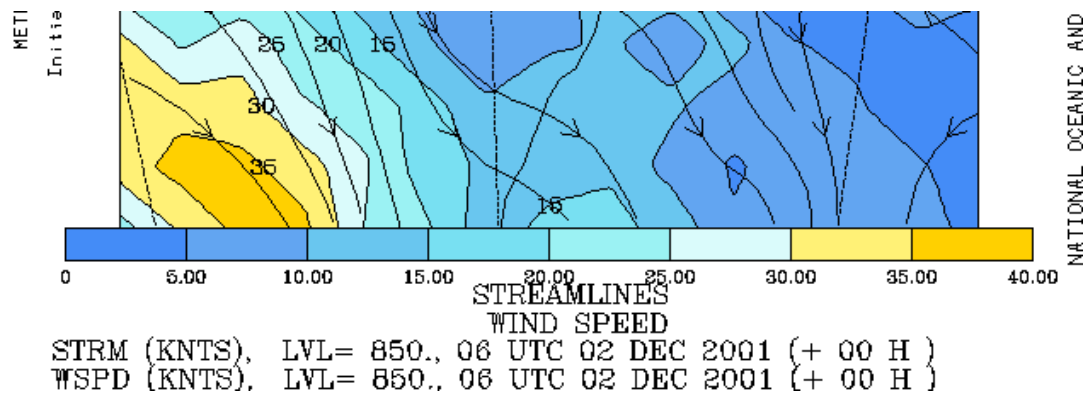 METI
Initia
25 20 15
30
35
15
0 5.00 10.00 15.00 20.00 25.00 30.00 35.00 40.00
STREAMLINES
WIND SPEED
STRM (KNTS), LVL= 850., 06 UTC 02 DEC 2001 (+ 00 H )
WSPD (KNTS), LVL= 850., 06 UTC 02 DEC 2001 (+ 00 H )
NATIONAL OCEANIC AND